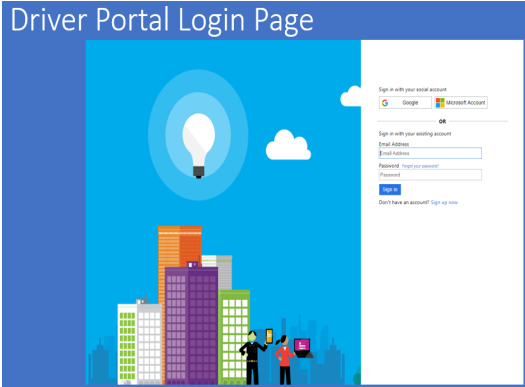 Driver Portal Login Page
Sign in with your social account
Google
Microsoft Account
OR
Sign in with your existing account
Email Address
Email Address
Password Forgot your password?
Password
Sign in
Don't have an account? Sign up now